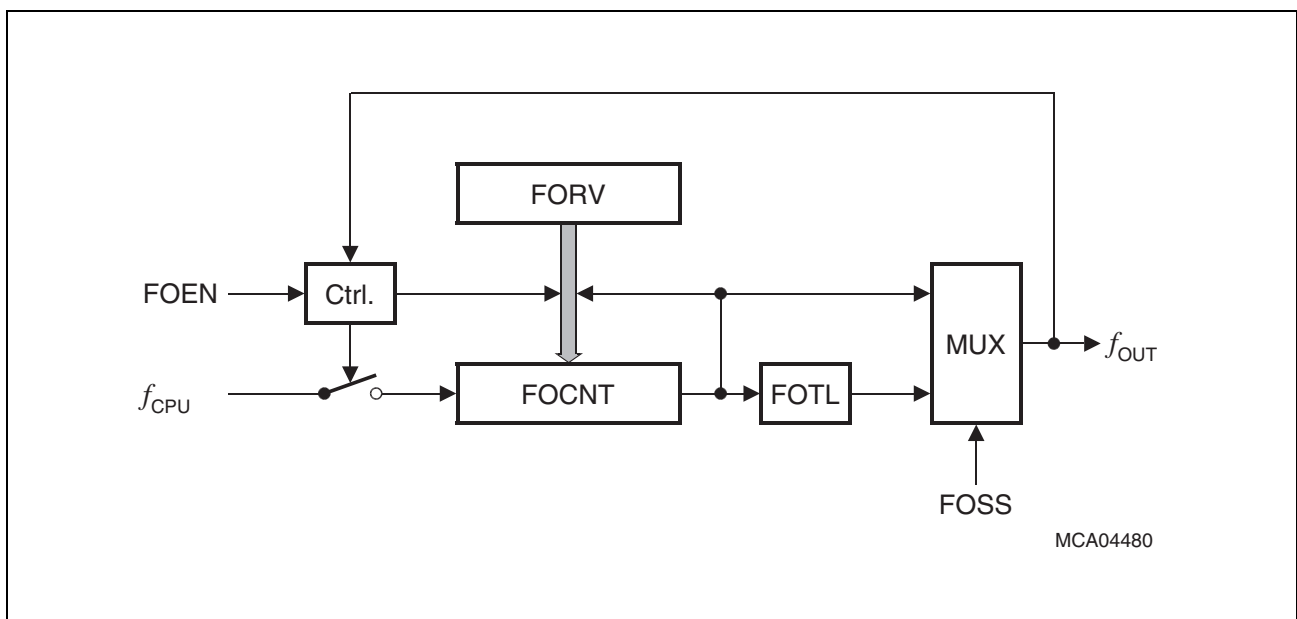 FORV
FOEN
Ctrl.
MUX
fOUT
fCPU
FOCNT
FOTL
FOSS
MCA04480